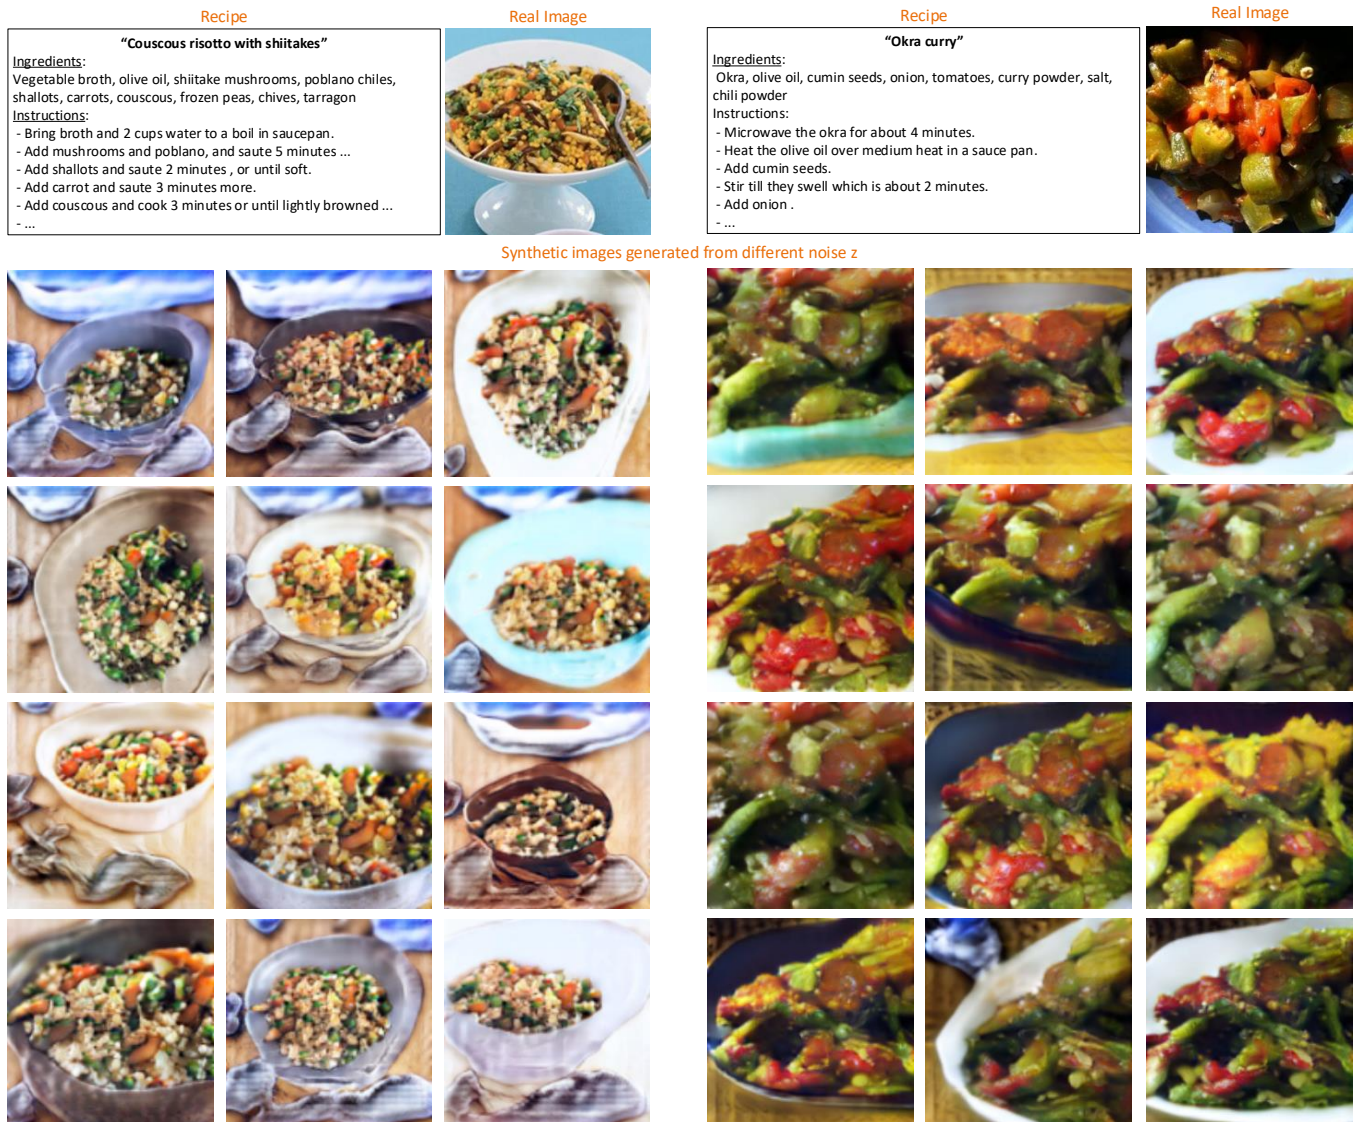 Recipe
Real Image
"Couscous risotto with shiitakes"
Ingredients:
Vegetable broth, olive oil, shiitake mushrooms, poblano chiles,
shallots, carrots, couscous, frozen peas, chives, tarragon
Instructions:
- Bring broth and 2 cups water to a boil in saucepan.
- Add mushrooms and poblano, and saute 5 minutes ...
- Add shallots and saute 2 minutes , or until soft.
- Add carrot and saute 3 minutes more.
- Add couscous and cook 3 minutes or until lightly browned ...
- ...
Recipe
Real Image
"Okra curry"
Ingredients:
Okra, olive oil, cumin seeds, onion, tomatoes, curry powder, salt,
chili powder
Instructions:
- Microwave the okra for about 4 minutes.
- Heat the olive oil over medium heat in a sauce pan.
- Add cumin seeds.
- Stir till they swell which is about 2 minutes.
- Add onion .
- ...
Synthetic images generated from different noise z